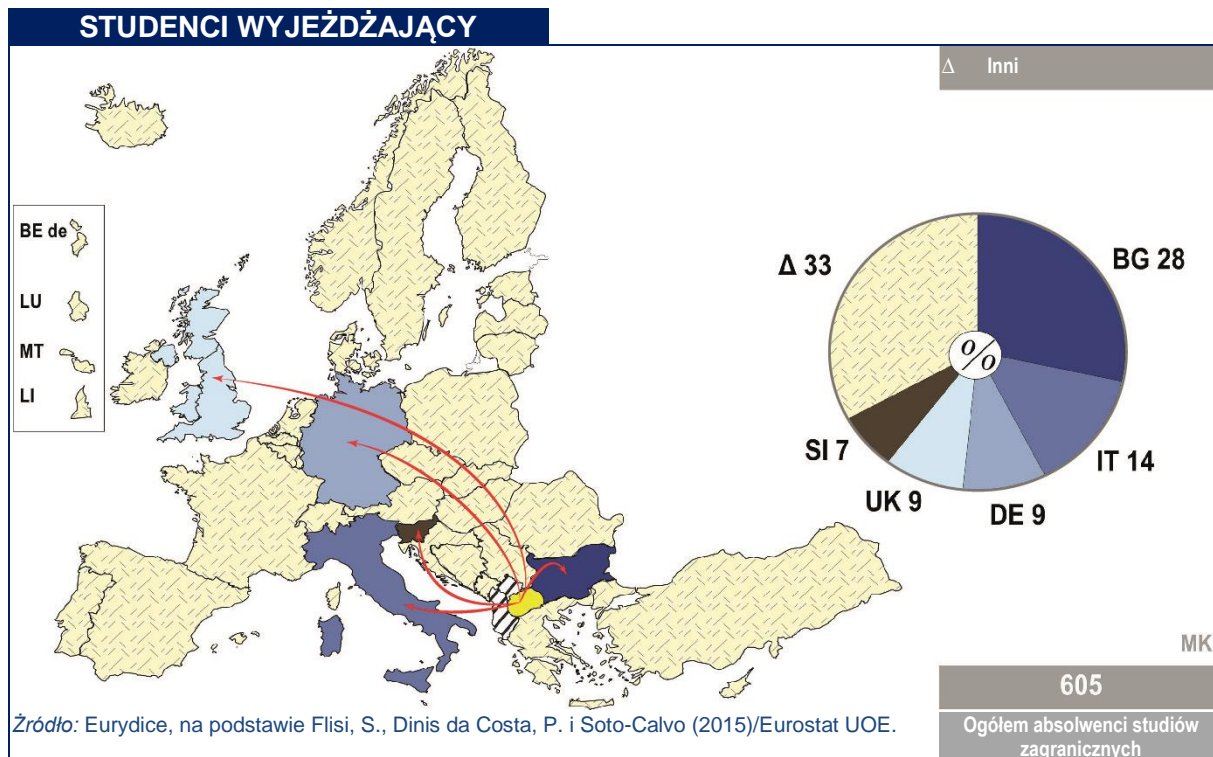 STUDENCI WYJEŻDŻAJĄCY
Δ Inni
BE de
LU
MT
LI
Δ 33
BG 28
%
SI 7
IT 14
UK 9
DE 9
MK
605
Ogółem absolwenci studiów
zagranicznych
Źródło: Eurydice, na podstawie Flisi, S., Dinis da Costa, P. i Soto-Calvo (2015)/Eurostat UOE.